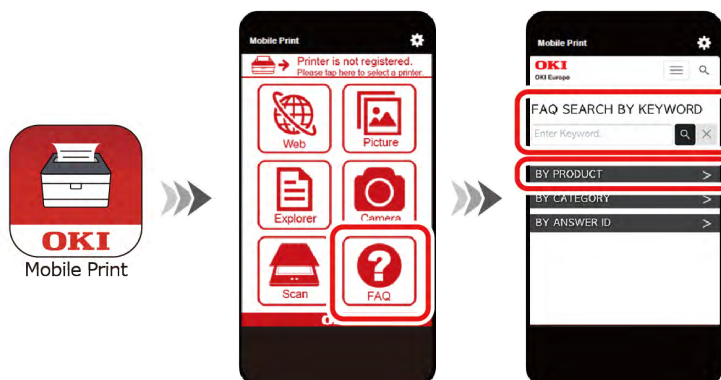 OKI
Mobile Print
Mobile Print
Printer is not registered.
Please tap here to select a printer.
Web
Picture
Explorer
Camera
Scan
FAQ
Mobile Print
OKI
OKI Europe
FAQ SEARCH BY KEYWORD
Enter Keyword.
BY PRODUCT >
BY CATEGORY >
BY ANSWER ID >